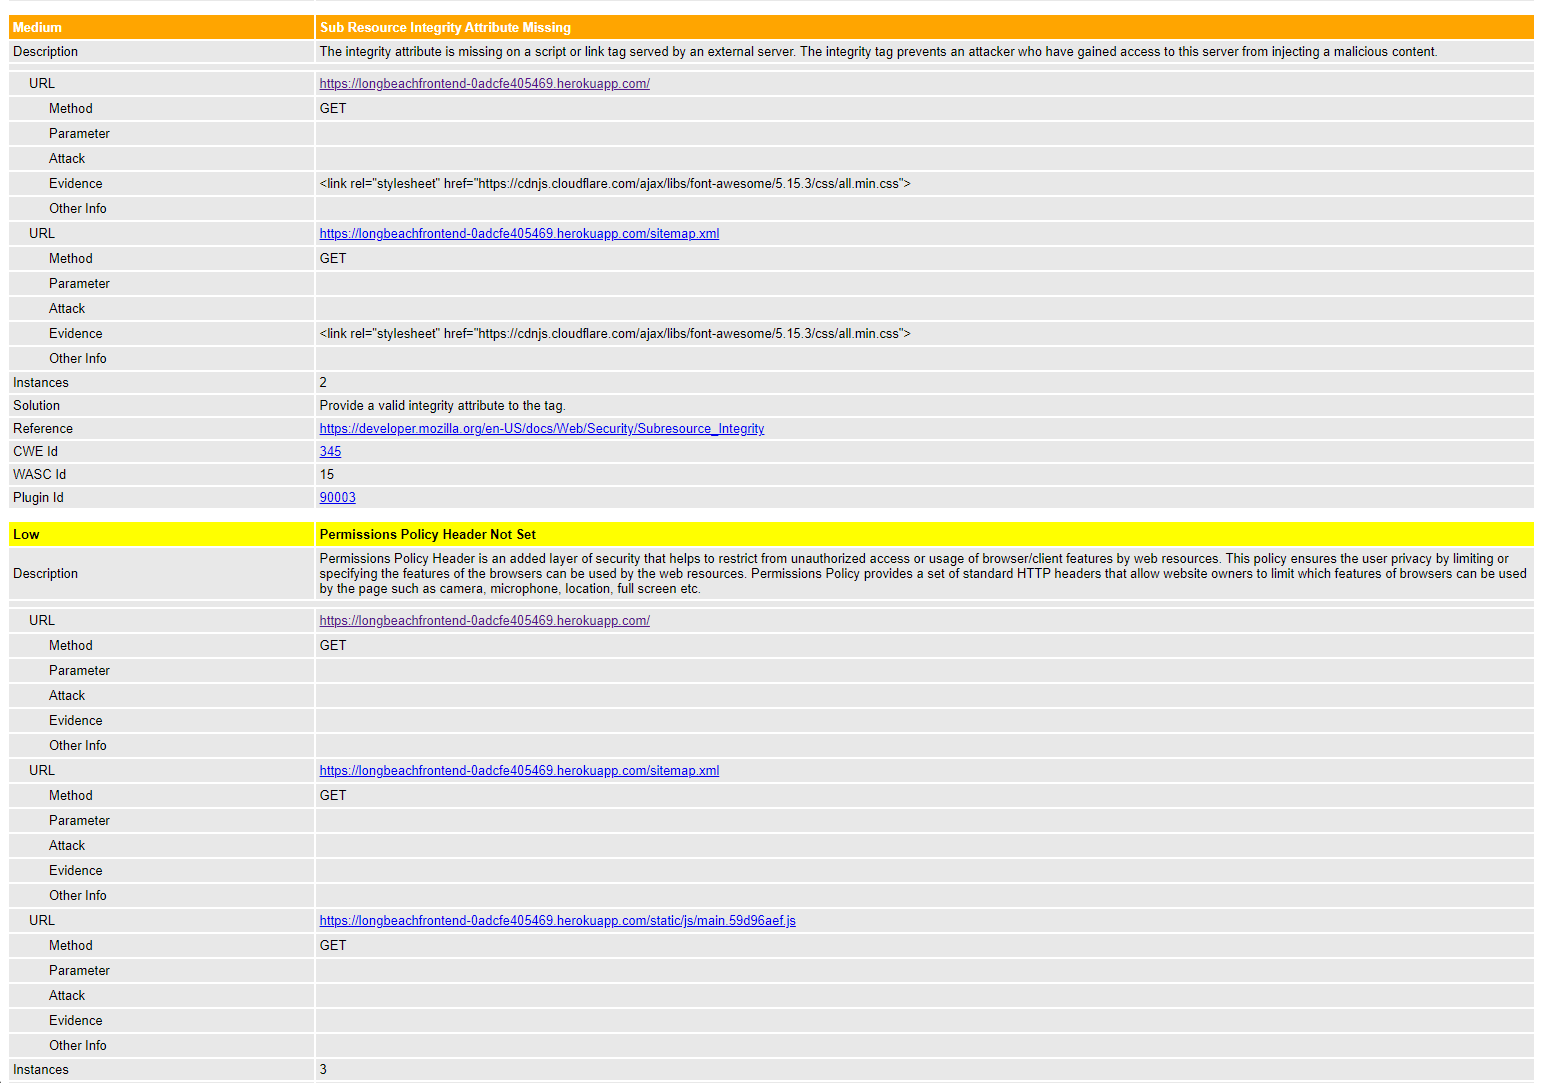 Medium Sub Resource Integrity Attribute Missing
Description The integrity attribute is missing on a script or link tag served by an external server. The integrity tag prevents an attacker who have gained access to this server from injecting a malicious content.
URL https://longbeachfrontend-0adcfe405469.herokuapp.com/
Method GET
Parameter
Attack
Evidence <link rel="stylesheet" href="https://cdnjs.cloudflare.com/ajax/libs/font-awesome/5.15.3/css/all.min.css">
Other Info
URL https://longbeachfrontend-0adcfe405469.herokuapp.com/sitemap.xml
Method GET
Parameter
Attack
Evidence <link rel="stylesheet" href="https://cdnjs.cloudflare.com/ajax/libs/font-awesome/5.15.3/css/all.min.css">
Other Info
Instances 2
Solution Provide a valid integrity attribute to the tag.
Reference https://developer.mozilla.org/en-US/docs/Web/Security/Subresource_Integrity
CWE Id 345
WASC Id 15
Plugin Id 90003
Low Permissions Policy Header Not Set
Description Permissions Policy Header is an added layer of security that helps to restrict from unauthorized access or usage of browser/client features by web resources. This policy ensures the user privacy by limiting or
specifying the features of the browsers can be used by the web resources. Permissions Policy provides a set of standard HTTP headers that allow website owners to limit which features of browsers can be used
by the page such as camera, microphone, location, full screen etc.
URL https://longbeachfrontend-0adcfe405469.herokuapp.com/
Method GET
Parameter
Attack
Evidence
Other Info
URL https://longbeachfrontend-0adcfe405469.herokuapp.com/sitemap.xml
Method GET
Parameter
Attack
Evidence
Other Info
URL https://longbeachfrontend-0adcfe405469.herokuapp.com/static/js/main.59d96aef.js
Method GET
Parameter
Attack
Evidence
Other Info
Instances 3